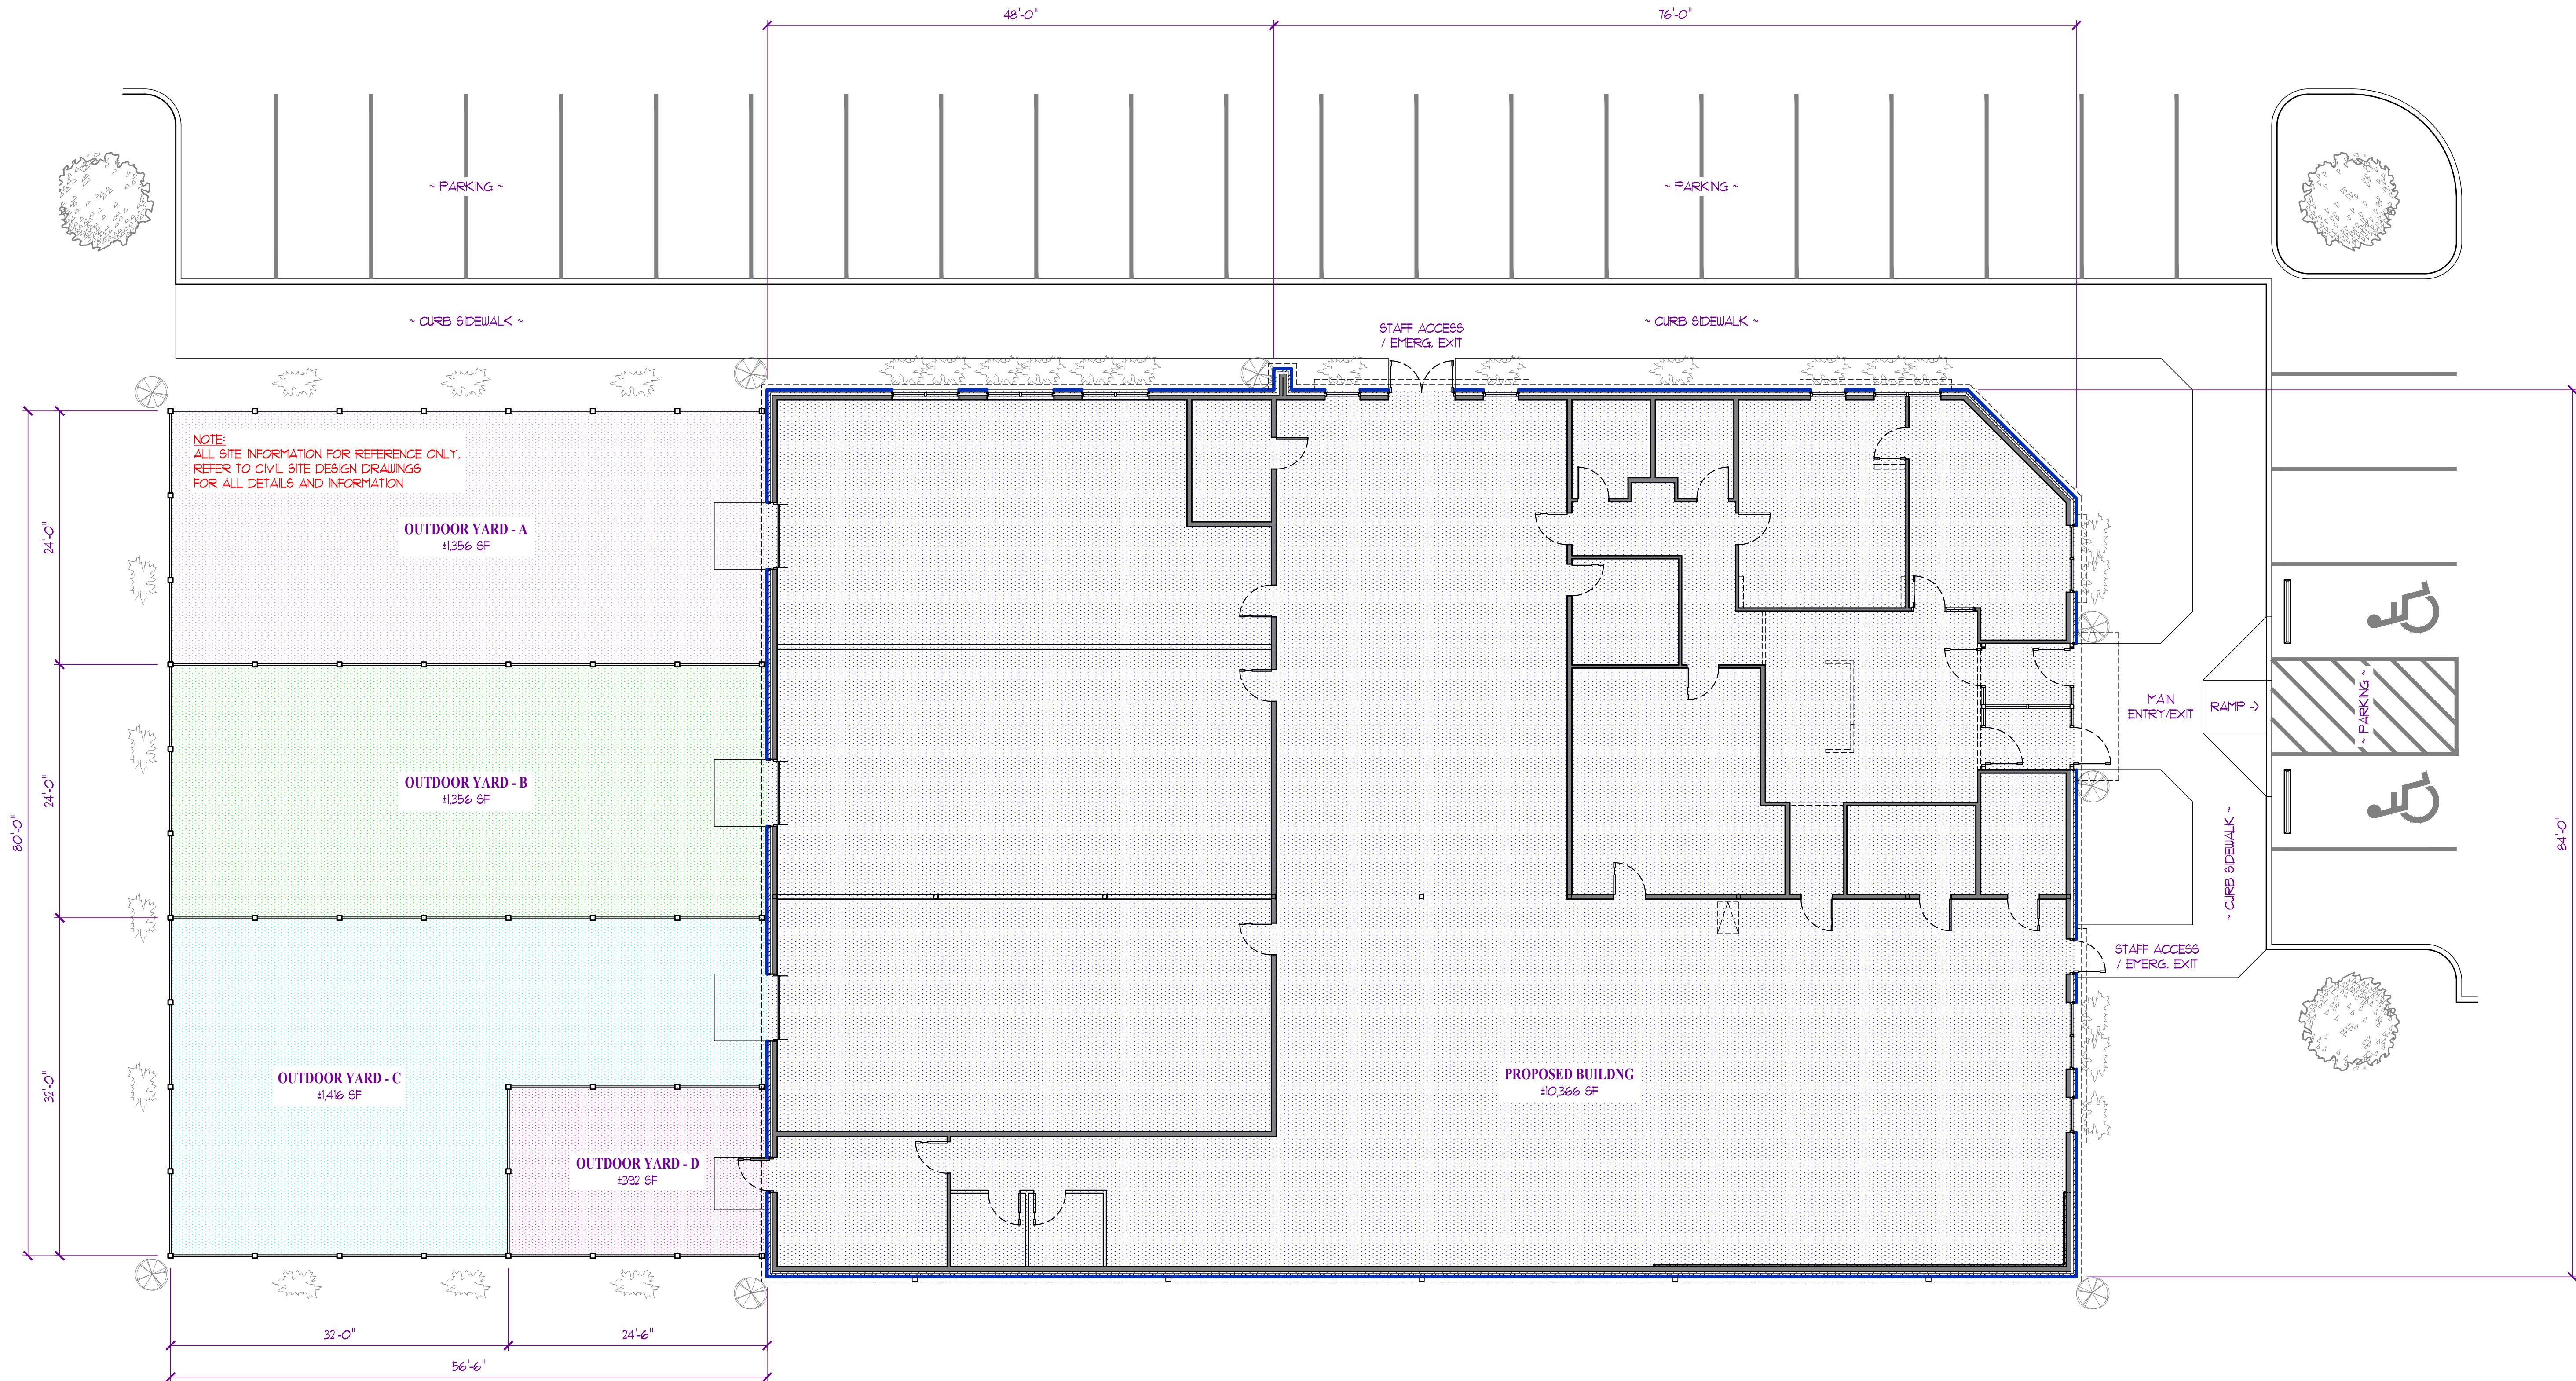 48'-0"
76'-0"
~ PARKING ~
~ PARKING ~
~ CURB SIDEWALK ~
STAFF ACCESS
/ EMERG. EXIT
~ CURB SIDEWALK ~
NOTE:
ALL SITE INFORMATION FOR REFERENCE ONLY.
REFER TO CIVIL SITE DESIGN DRAWINGS
FOR ALL DETAILS AND INFORMATION
OUTDOOR YARD - A
±1,356 SF
24'-0"
OUTDOOR YARD - B
±1,356 SF
24'-0"
80'-0"
MAIN
ENTRY/EXIT
RAMP ->
~ PARKING ~
~ CURB SIDEWALK ~
84'-0"
STAFF ACCESS
/ EMERG. EXIT
OUTDOOR YARD - C
±1,416 SF
32'-0"
PROPOSED BUILDNG
±10,366 SF
OUTDOOR YARD - D
±392 SF
32'-0"
24'-6"
56'-6"